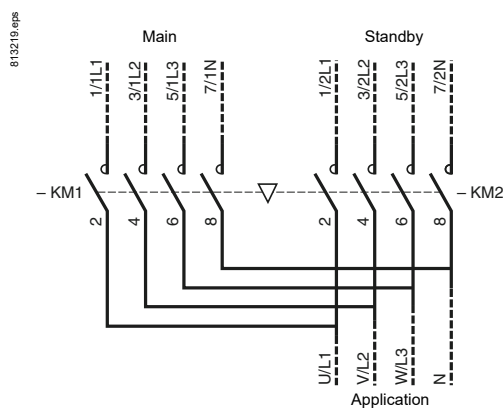 813219.eps
Main Standby
1/1L1 3/1L2 5/1L3 7/1N 1/2L1 3/2L2 5/2L3 7/2N
– KM1 – KM2
2 4 6 8 2 4 6 8
U/L1 V/L2 W/L3 N
Application